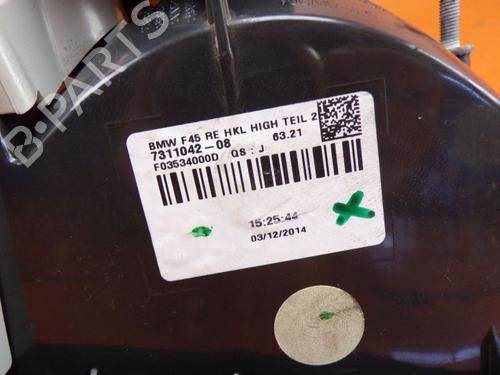 B-PARTS
BMW F45 RE HKL HIGH TEIL 2
7311042-08 63.21
F03534000D QS : J
15:25:44
03/12/2014